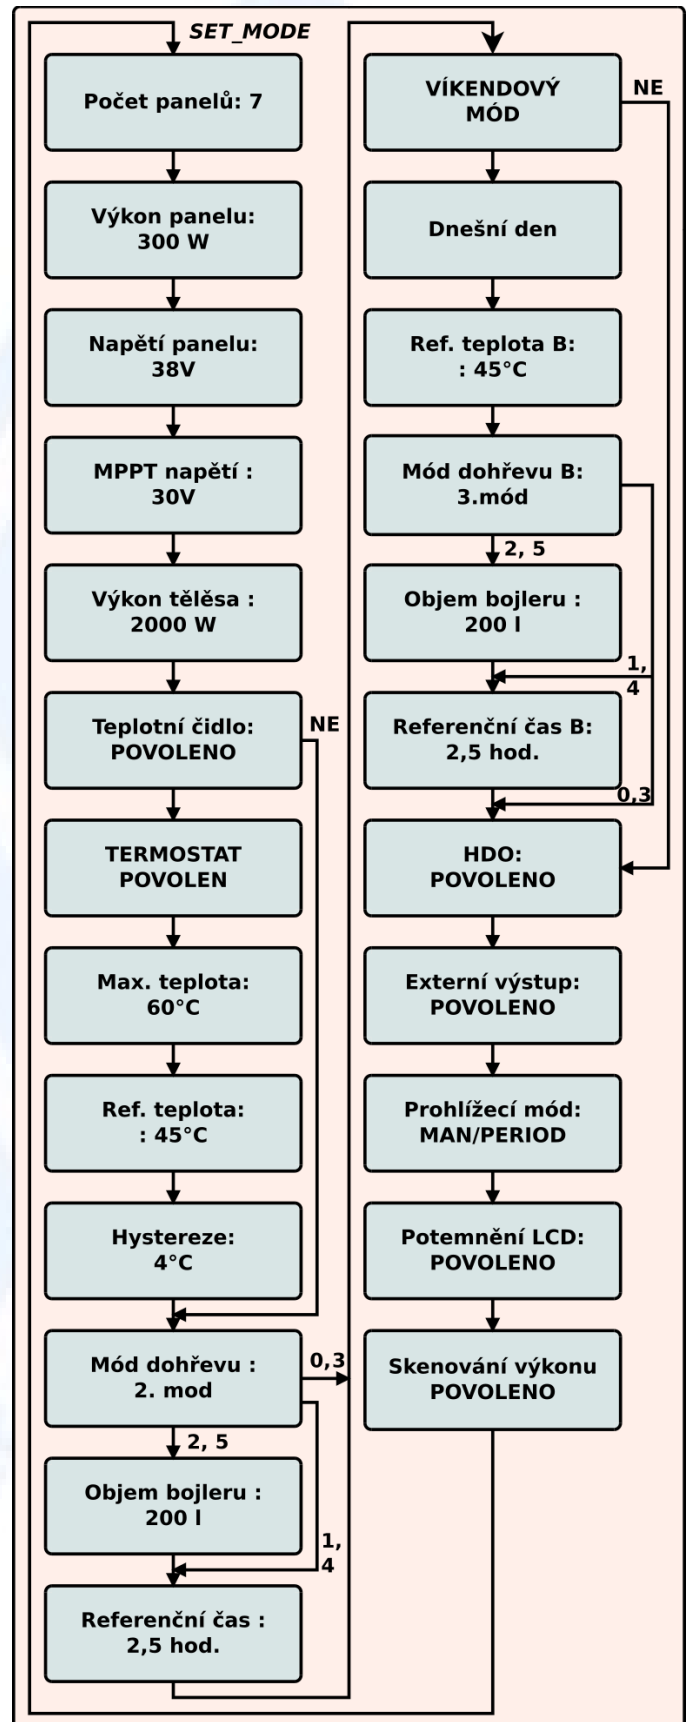 SET_MODE
Počet panelů: 7
Výkon panelu:
300 W
Napětí panelu:
38V
MPPT napětí :
30V
Výkon tělěsa :
2000 W
Teplotní čidlo:
POVOLENO
NE
TERMOSTAT
POVOLEN
Max. teplota:
60°C
Ref. teplota:
: 45°C
Hystereze:
4°C
Mód dohřevu :
2. mod
0,3
2, 5
Objem bojleru :
200 l
1,
4
Referenční čas :
2,5 hod.
VÍKENDOVÝ
MÓD
NE
Dnešní den
Ref. teplota B:
: 45°C
Mód dohřevu B:
3.mód
2, 5
Objem bojleru :
200 l
1,
4
Referenční čas B:
2,5 hod.
0,3
HDO:
POVOLENO
Externí výstup:
POVOLENO
Prohlížecí mód:
MAN/PERIOD
Potemnění LCD:
POVOLENO
Skenování výkonu
POVOLENO